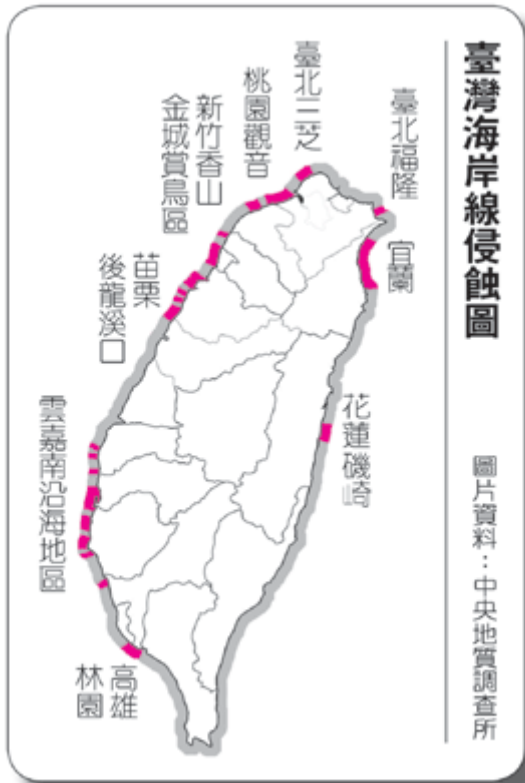 臺灣海岸線侵蝕圖
圖片資料：中央地質調查所
臺北福隆
宜蘭
花蓮磯崎
臺北三芝
桃園觀音
新竹香山
金城賞鳥區
苗栗
後龍溪口
雲嘉南沿海地區
高雄
林園